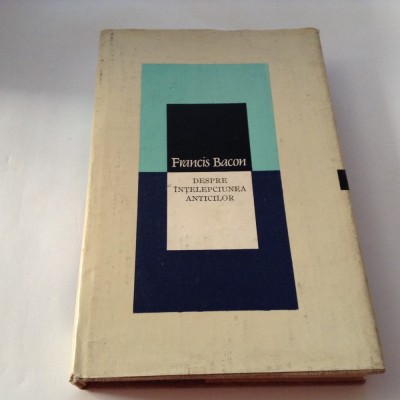 Francis Bacon
DESPRE
ÎNȚELEPCIUNEA
ANTICILOR